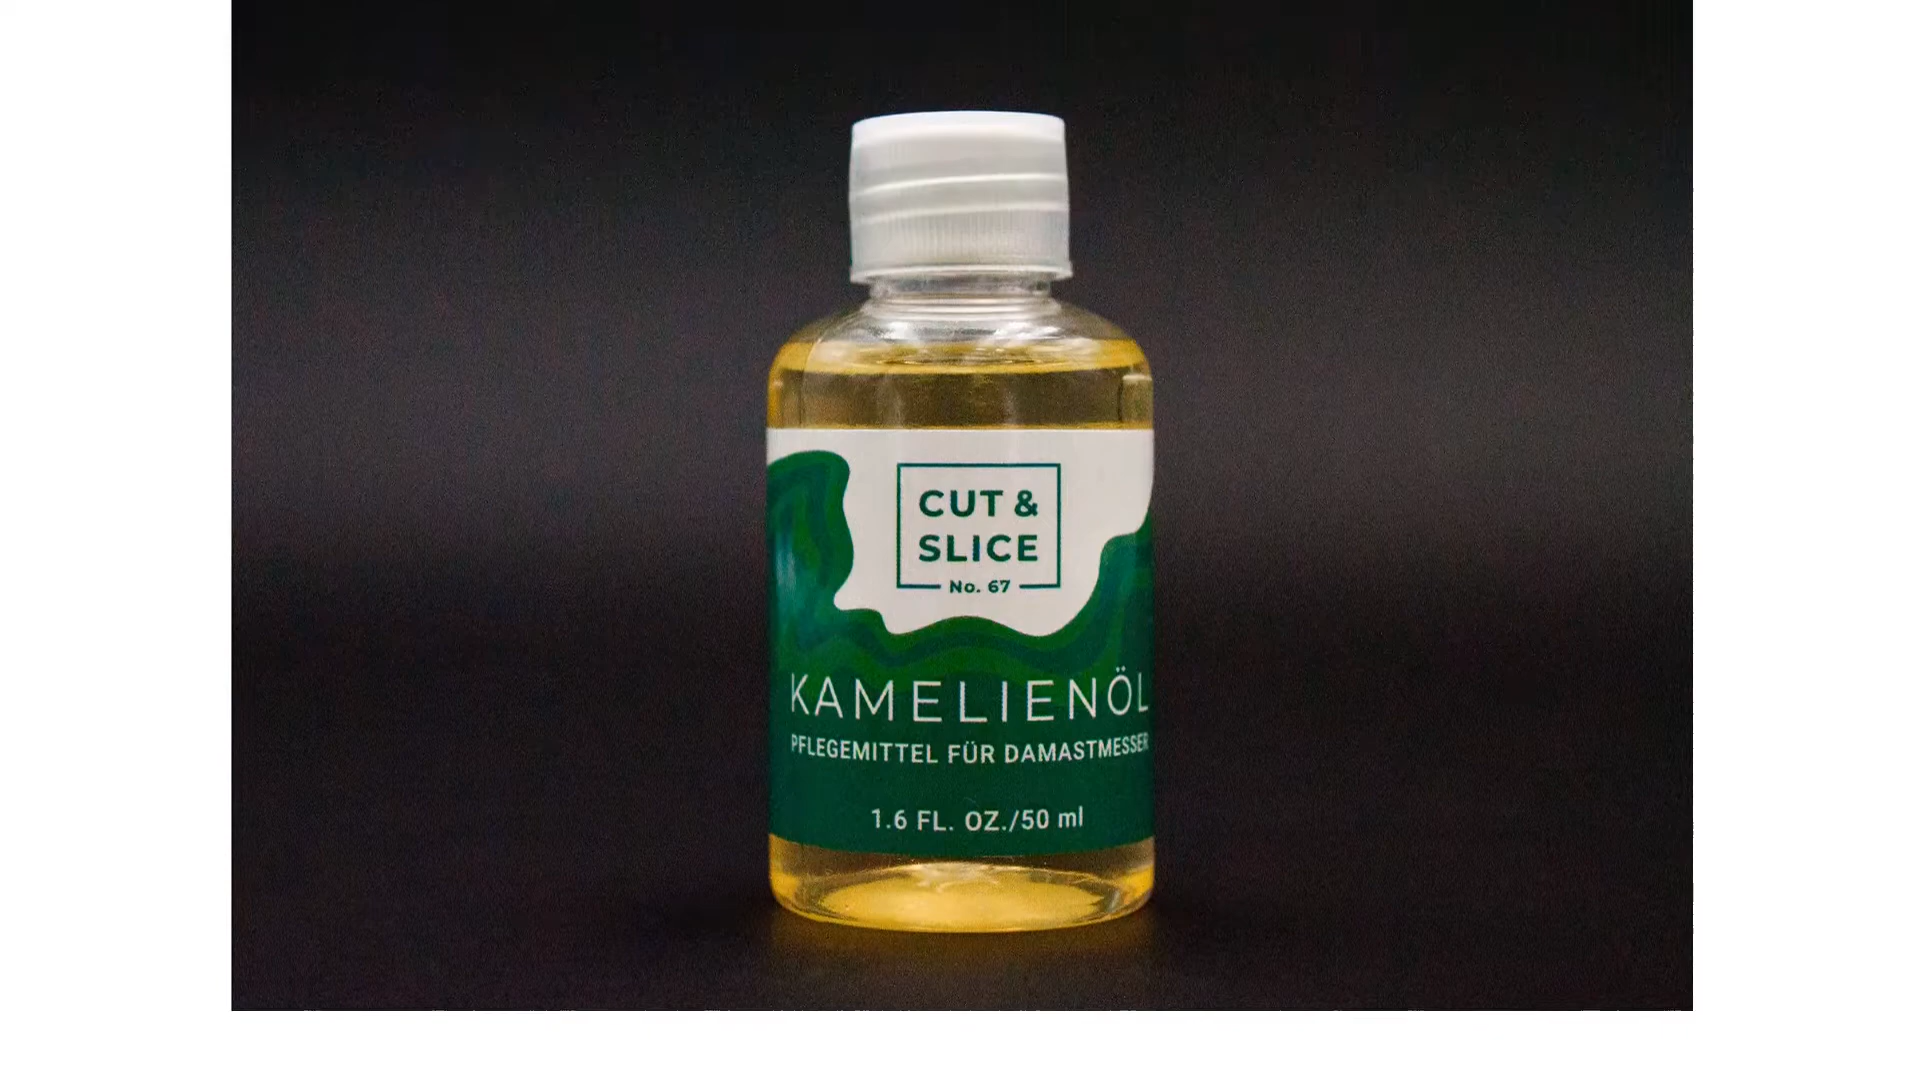 CUT &
SLICE
No. 67
KAMELIENÖL
PFLEGEMITTEL FÜR DAMASTMESSER
1.6 FL. OZ./50 ml